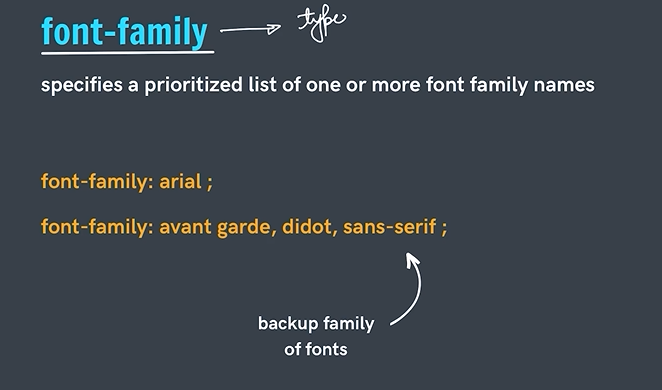 font-family type
specifies a prioritized list of one or more font family names
font-family: arial ;
font-family: avant garde, didot, sans-serif ;
backup family
of fonts